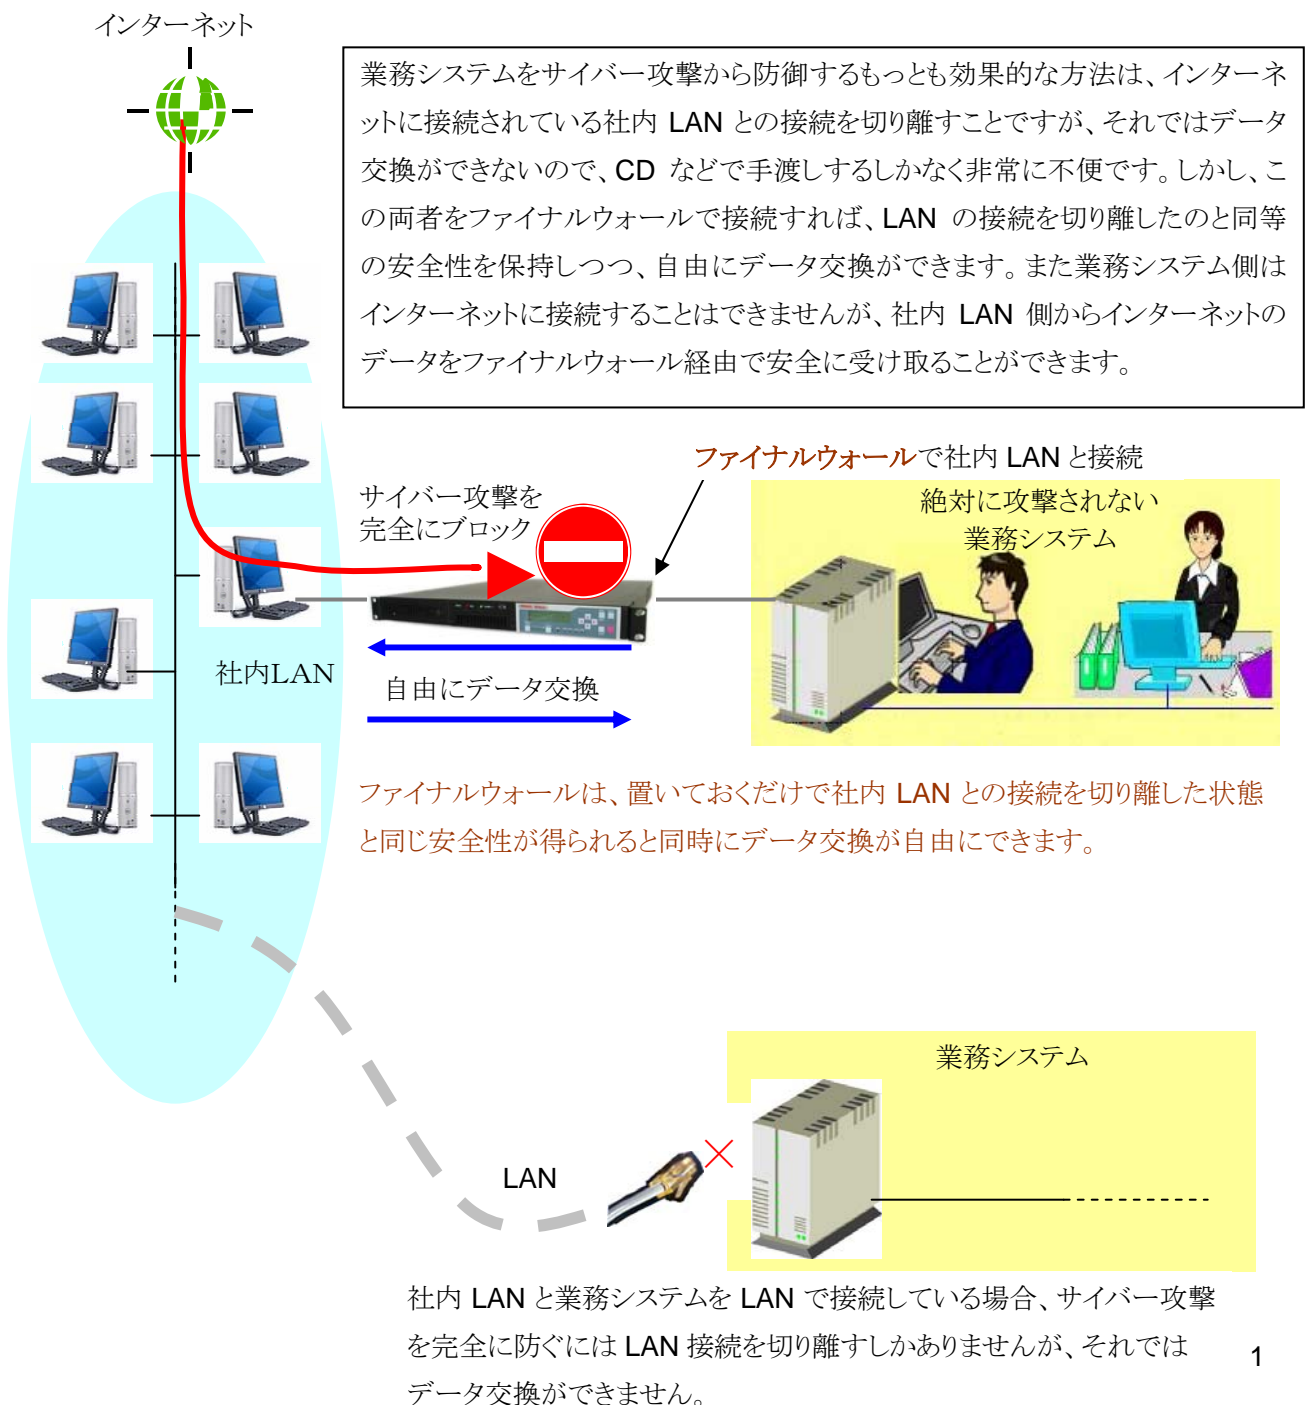 インターネット
業務システムをサイバー攻撃から防御するもっとも効果的な方法は、インターネ
ットに接続されている社内 LAN との接続を切り離すことですが、それではデータ
交換ができないので、CD などで手渡しするしかなく非常に不便です。しかし、こ
の両者をファイナルウォールで接続すれば、LAN の接続を切り離したのと同等
の安全性を保持しつつ、自由にデータ交換ができます。また業務システム側は
インターネットに接続することはできませんが、社内 LAN 側からインターネットの
データをファイナルウォール経由で安全に受け取ることができます。
ファイナルウォールで社内 LAN と接続
サイバー攻撃を
完全にブロック
絶対に攻撃されない
業務システム
社内LAN
自由にデータ交換
ファイナルウォールは、置いておくだけで社内 LAN との接続を切り離した状態
と同じ安全性が得られると同時にデータ交換が自由にできます。
業務システム
LAN
社内 LAN と業務システムを LAN で接続している場合、サイバー攻撃
を完全に防ぐには LAN 接続を切り離すしかありませんが、それでは
データ交換ができません。
1